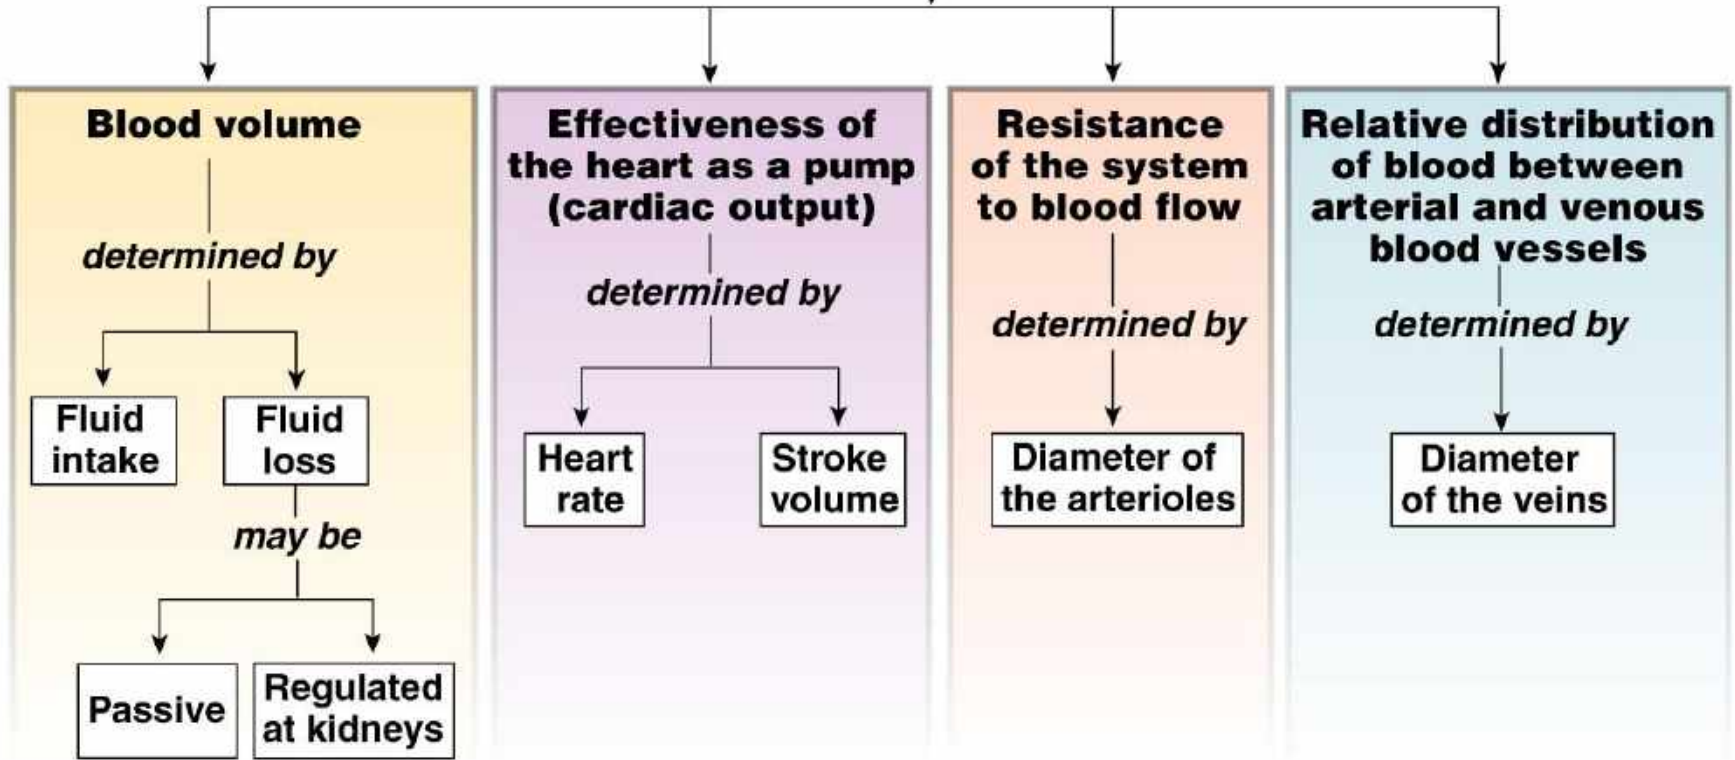 Blood volume
determined by
Fluid
intake
Fluid
loss
may be
Passive
Regulated
at kidneys
Effectiveness of
the heart as a pump
(cardiac output)
determined by
Heart
rate
Stroke
volume
Resistance
of the system
to blood flow
determined by
Diameter of
the arterioles
Relative distribution
of blood between
arterial and venous
blood vessels
determined by
Diameter
of the veins